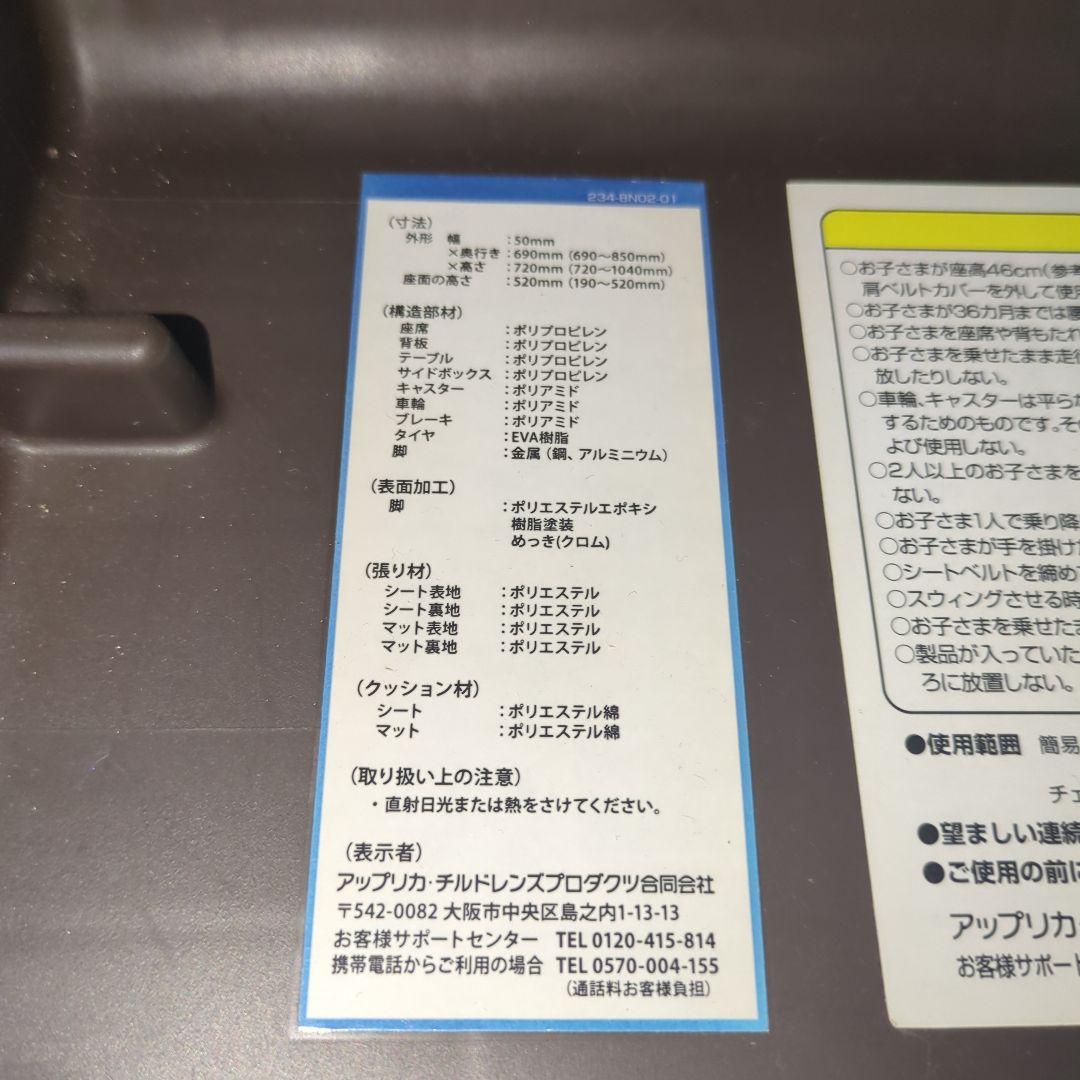 234-8N02-01
（寸法）
外形　幅　：50mm
×奥行き：690mm（690〜850mm）
×高さ　：720mm（720〜1040mm）
座面の高さ　：520mm（190〜520mm）
（構造部材）
座席　：ポリプロピレン
背板　：ポリプロピレン
テーブル　：ポリプロピレン
サイドボックス：ポリプロピレン
キャスター　：ポリアミド
車輪　：ポリアミド
ブレーキ　：ポリアミド
タイヤ　：EVA樹脂
脚　：金属（鋼、アルミニウム）
（表面加工）
脚　：ポリエステルエポキシ
樹脂塗装
めっき(クロム)
（張り材）
シート表地　：ポリエステル
シート裏地　：ポリエステル
マット表地　：ポリエステル
マット裏地　：ポリエステル
（クッション材）
シート　：ポリエステル綿
マット　：ポリエステル綿
（取り扱い上の注意）
・直射日光または熱をさけてください。
（表示者）
アップリカ・チルドレンズプロダクツ合同会社
〒542-0082 大阪市中央区島之内1-13-13
お客様サポートセンター　TEL 0120-415-814
携帯電話からご利用の場合　TEL 0570-004-155
（通話料お客様負担）
○お子さまが座高46cm（参考
肩ベルトカバーを外して使用
○お子さまが36カ月までは
○お子さまを座席や背もたれ
○お子さまを乗せたまま走行
放したりしない。
○車輪、キャスターは平らな
するためのものです。その
よび使用しない。
○2人以上のお子さまを
ない。
○お子さま1人で乗り降
○お子さまが手を掛けた
○シートベルトを締め
○スウィングさせる時
○お子さまを乗せたま
○製品が入っていた
ろに放置しない。
●使用範囲　簡易
チェ
●望ましい連続
●ご使用の前に
アップリカ・
お客様サポート